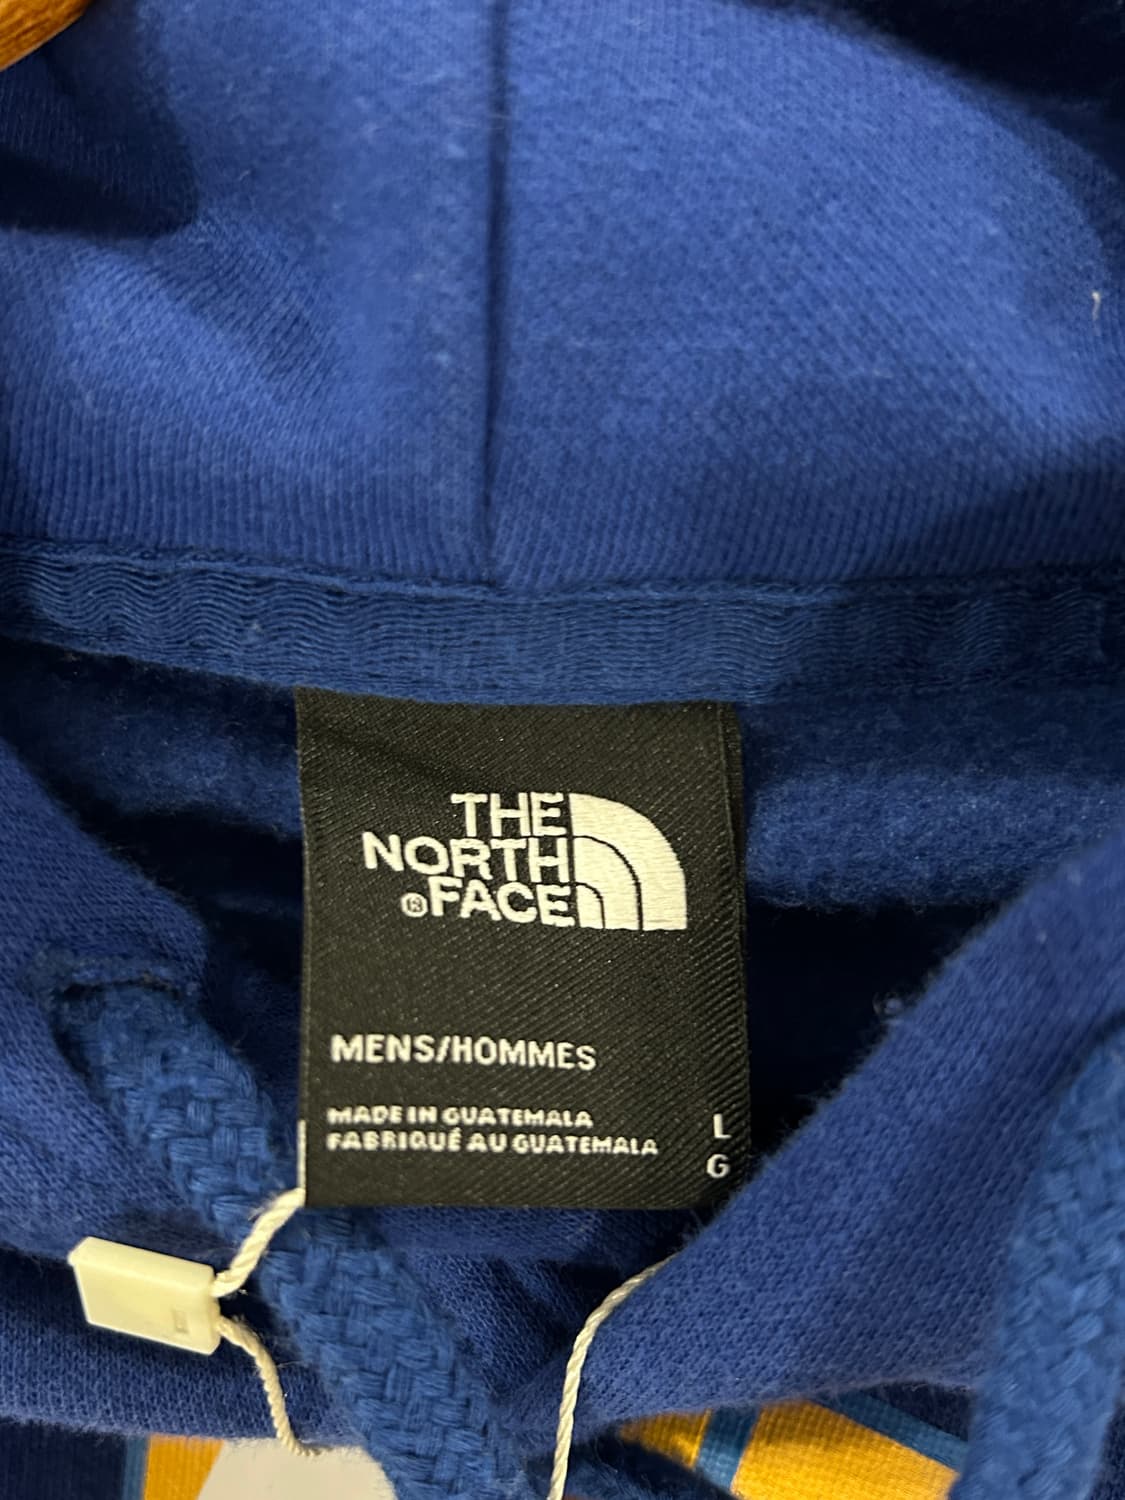 THE
NORTH
®FACE
MENS/HOMMES
MADE IN GUATEMALA
FABRIQUÉ AU GUATEMALA
L
G